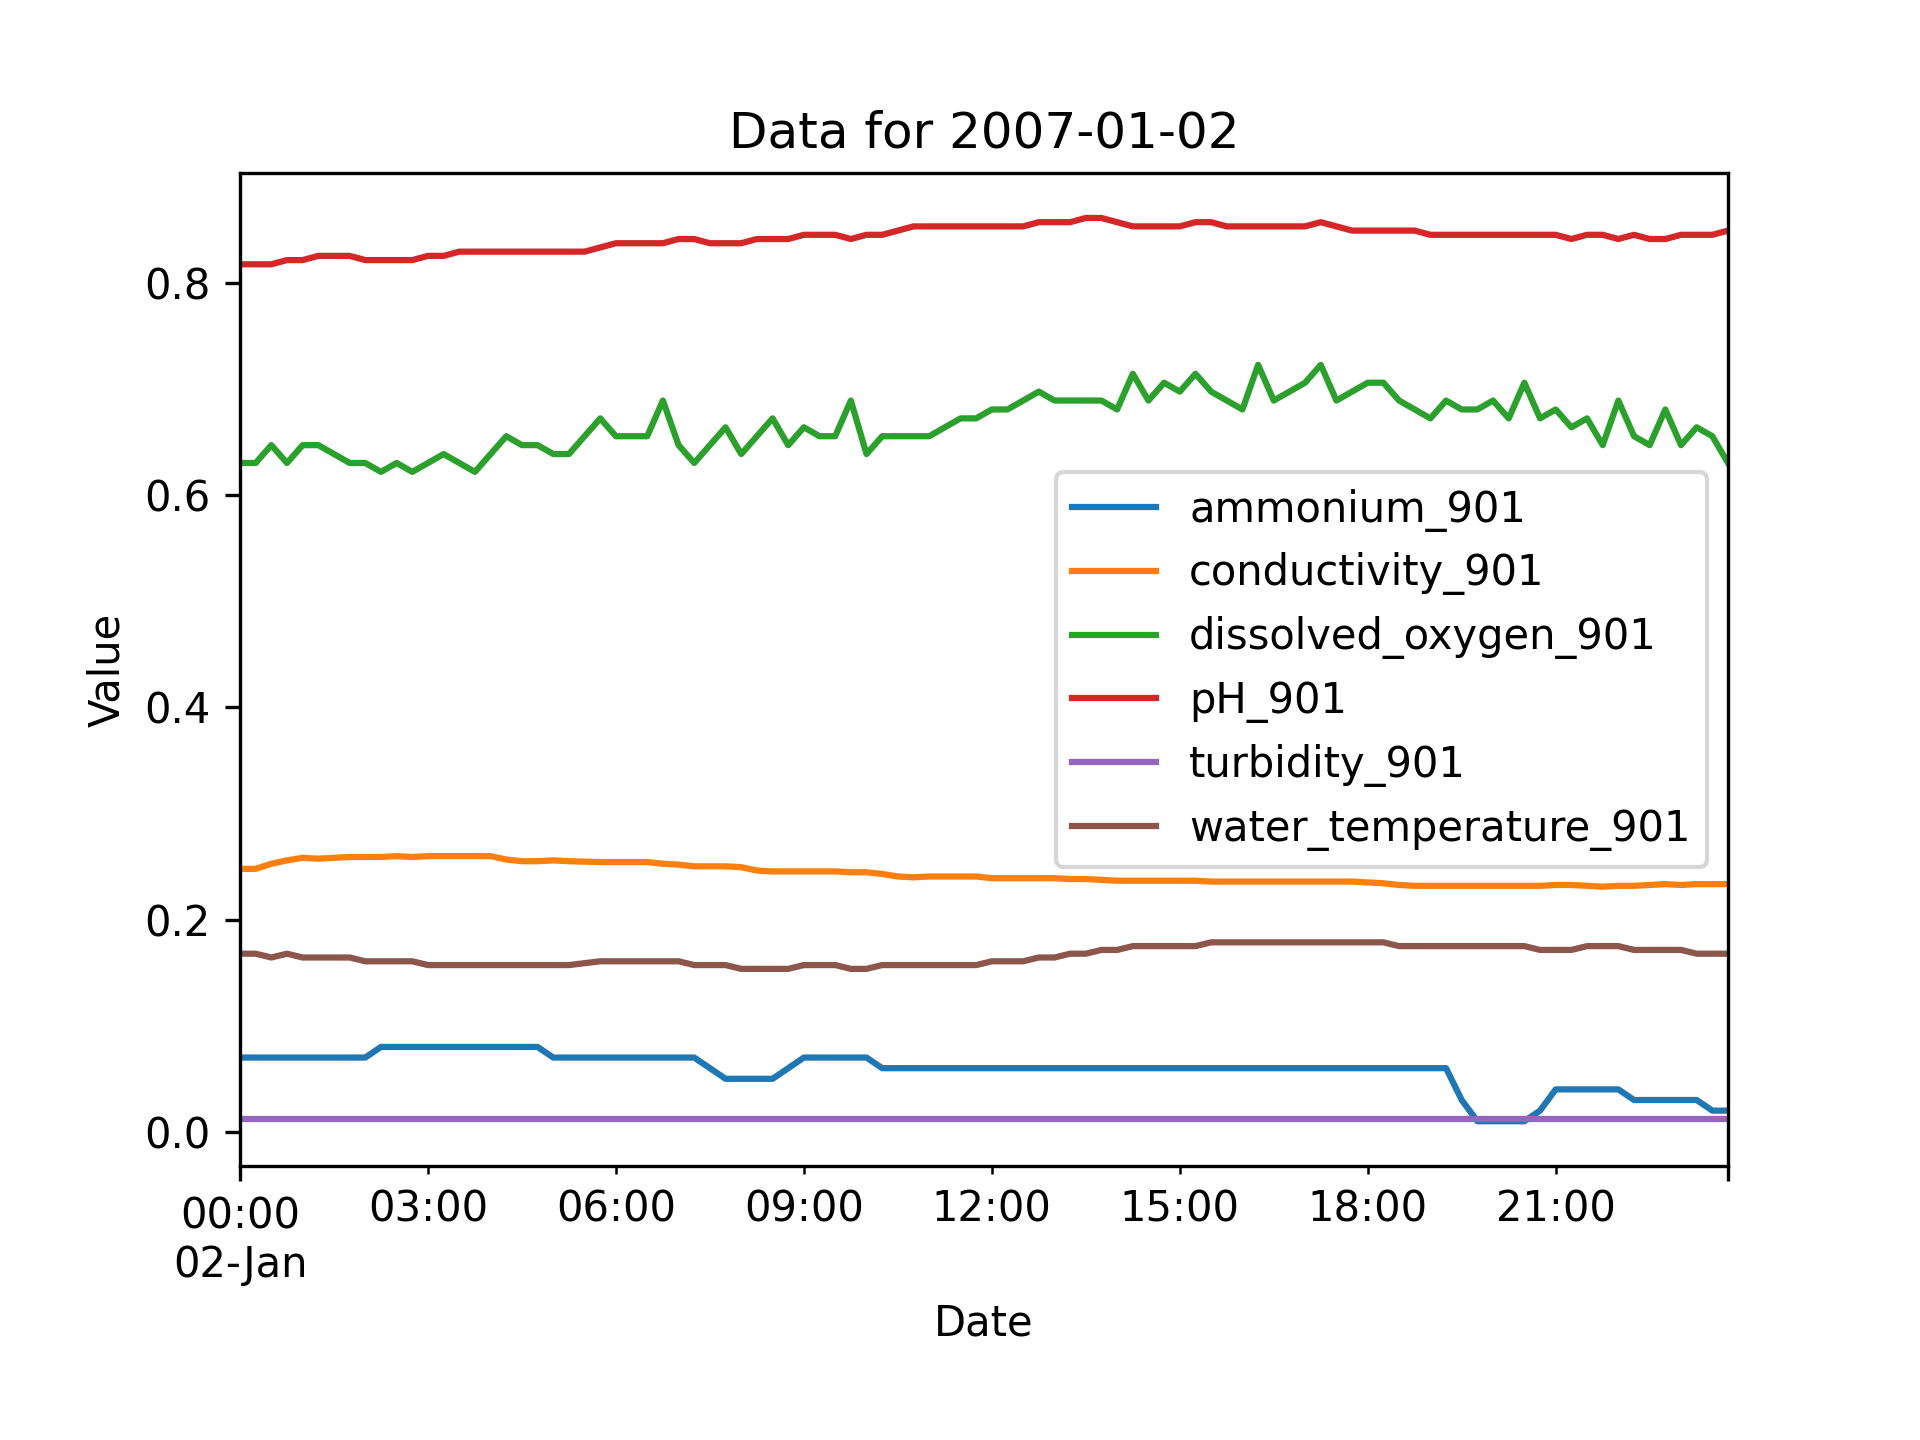 Data for 2007-01-02
0.8
0.6
0.4
0.2
0.0
Value
ammonium_901
conductivity_901
dissolved_oxygen_901
pH_901
turbidity_901
water_temperature_901
00:00 03:00 06:00 09:00 12:00 15:00 18:00 21:00
02-Jan
Date